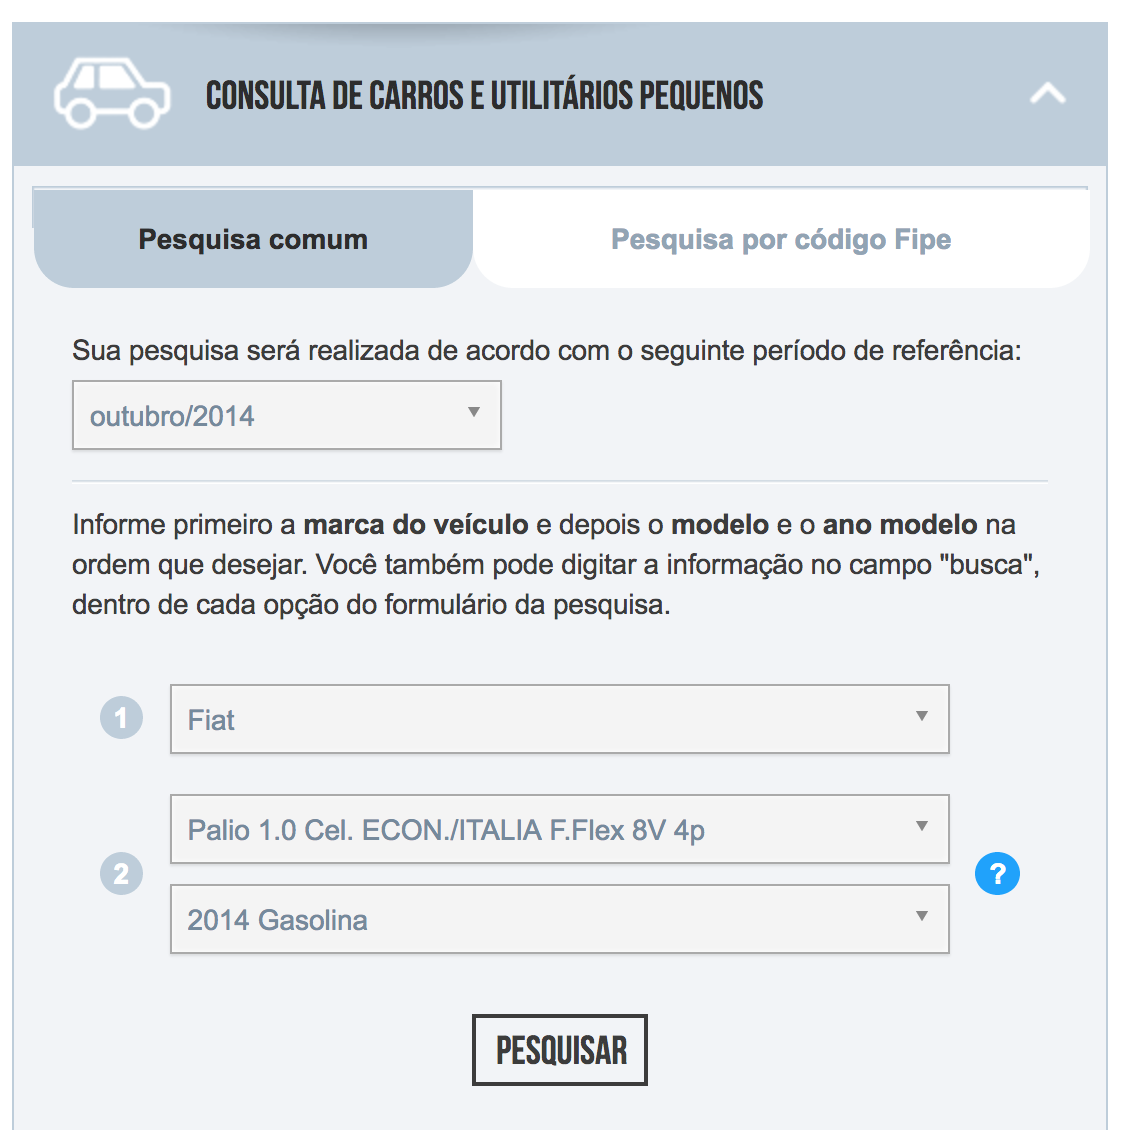 CONSULTA DE CARROS E UTILITÁRIOS PEQUENOS
Pesquisa comum
Pesquisa por código Fipe
Sua pesquisa será realizada de acordo com o seguinte período de referência:
outubro/2014
Informe primeiro a marca do veículo e depois o modelo e o ano modelo na
ordem que desejar. Você também pode digitar a informação no campo "busca",
dentro de cada opção do formulário da pesquisa.
1
Fiat
2
Palio 1.0 Cel. ECON./ITALIA F.Flex 8V 4p
?
2014 Gasolina
PESQUISAR